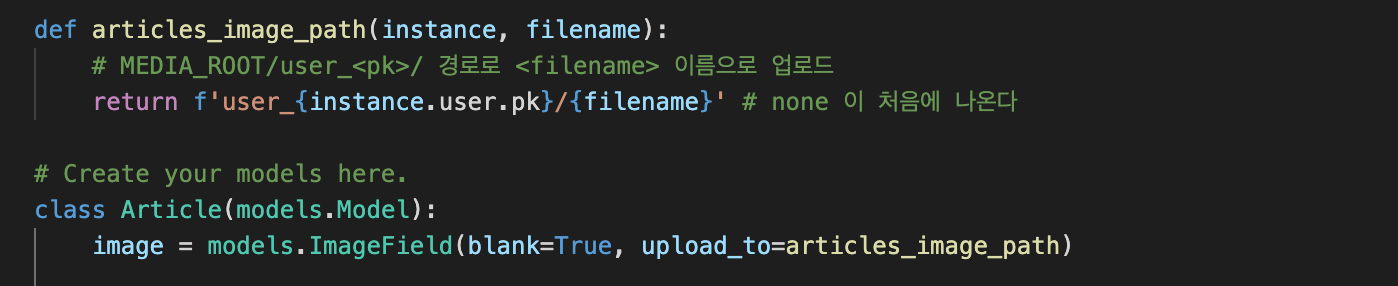 def articles_image_path(instance, filename):
# MEDIA_ROOT/user_<pk>/ 경로로 <filename> 이름으로 업로드
return f'user_{instance.user.pk}/{filename}' # none 이 처음에 나온다
# Create your models here.
class Article(models.Model):
image = models.ImageField(blank=True, upload_to=articles_image_path)